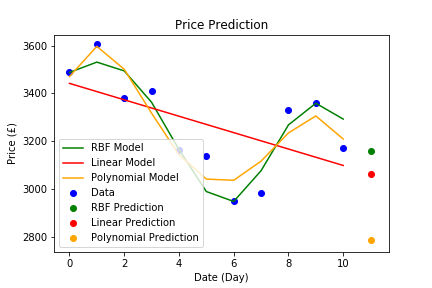 Price Prediction
Price (£)
3600
3400
3200
3000
2800
RBF Model
Linear Model
Polynomial Model
Data
RBF Prediction
Linear Prediction
Polynomial Prediction
0
2
4
6
8
10
Date (Day)